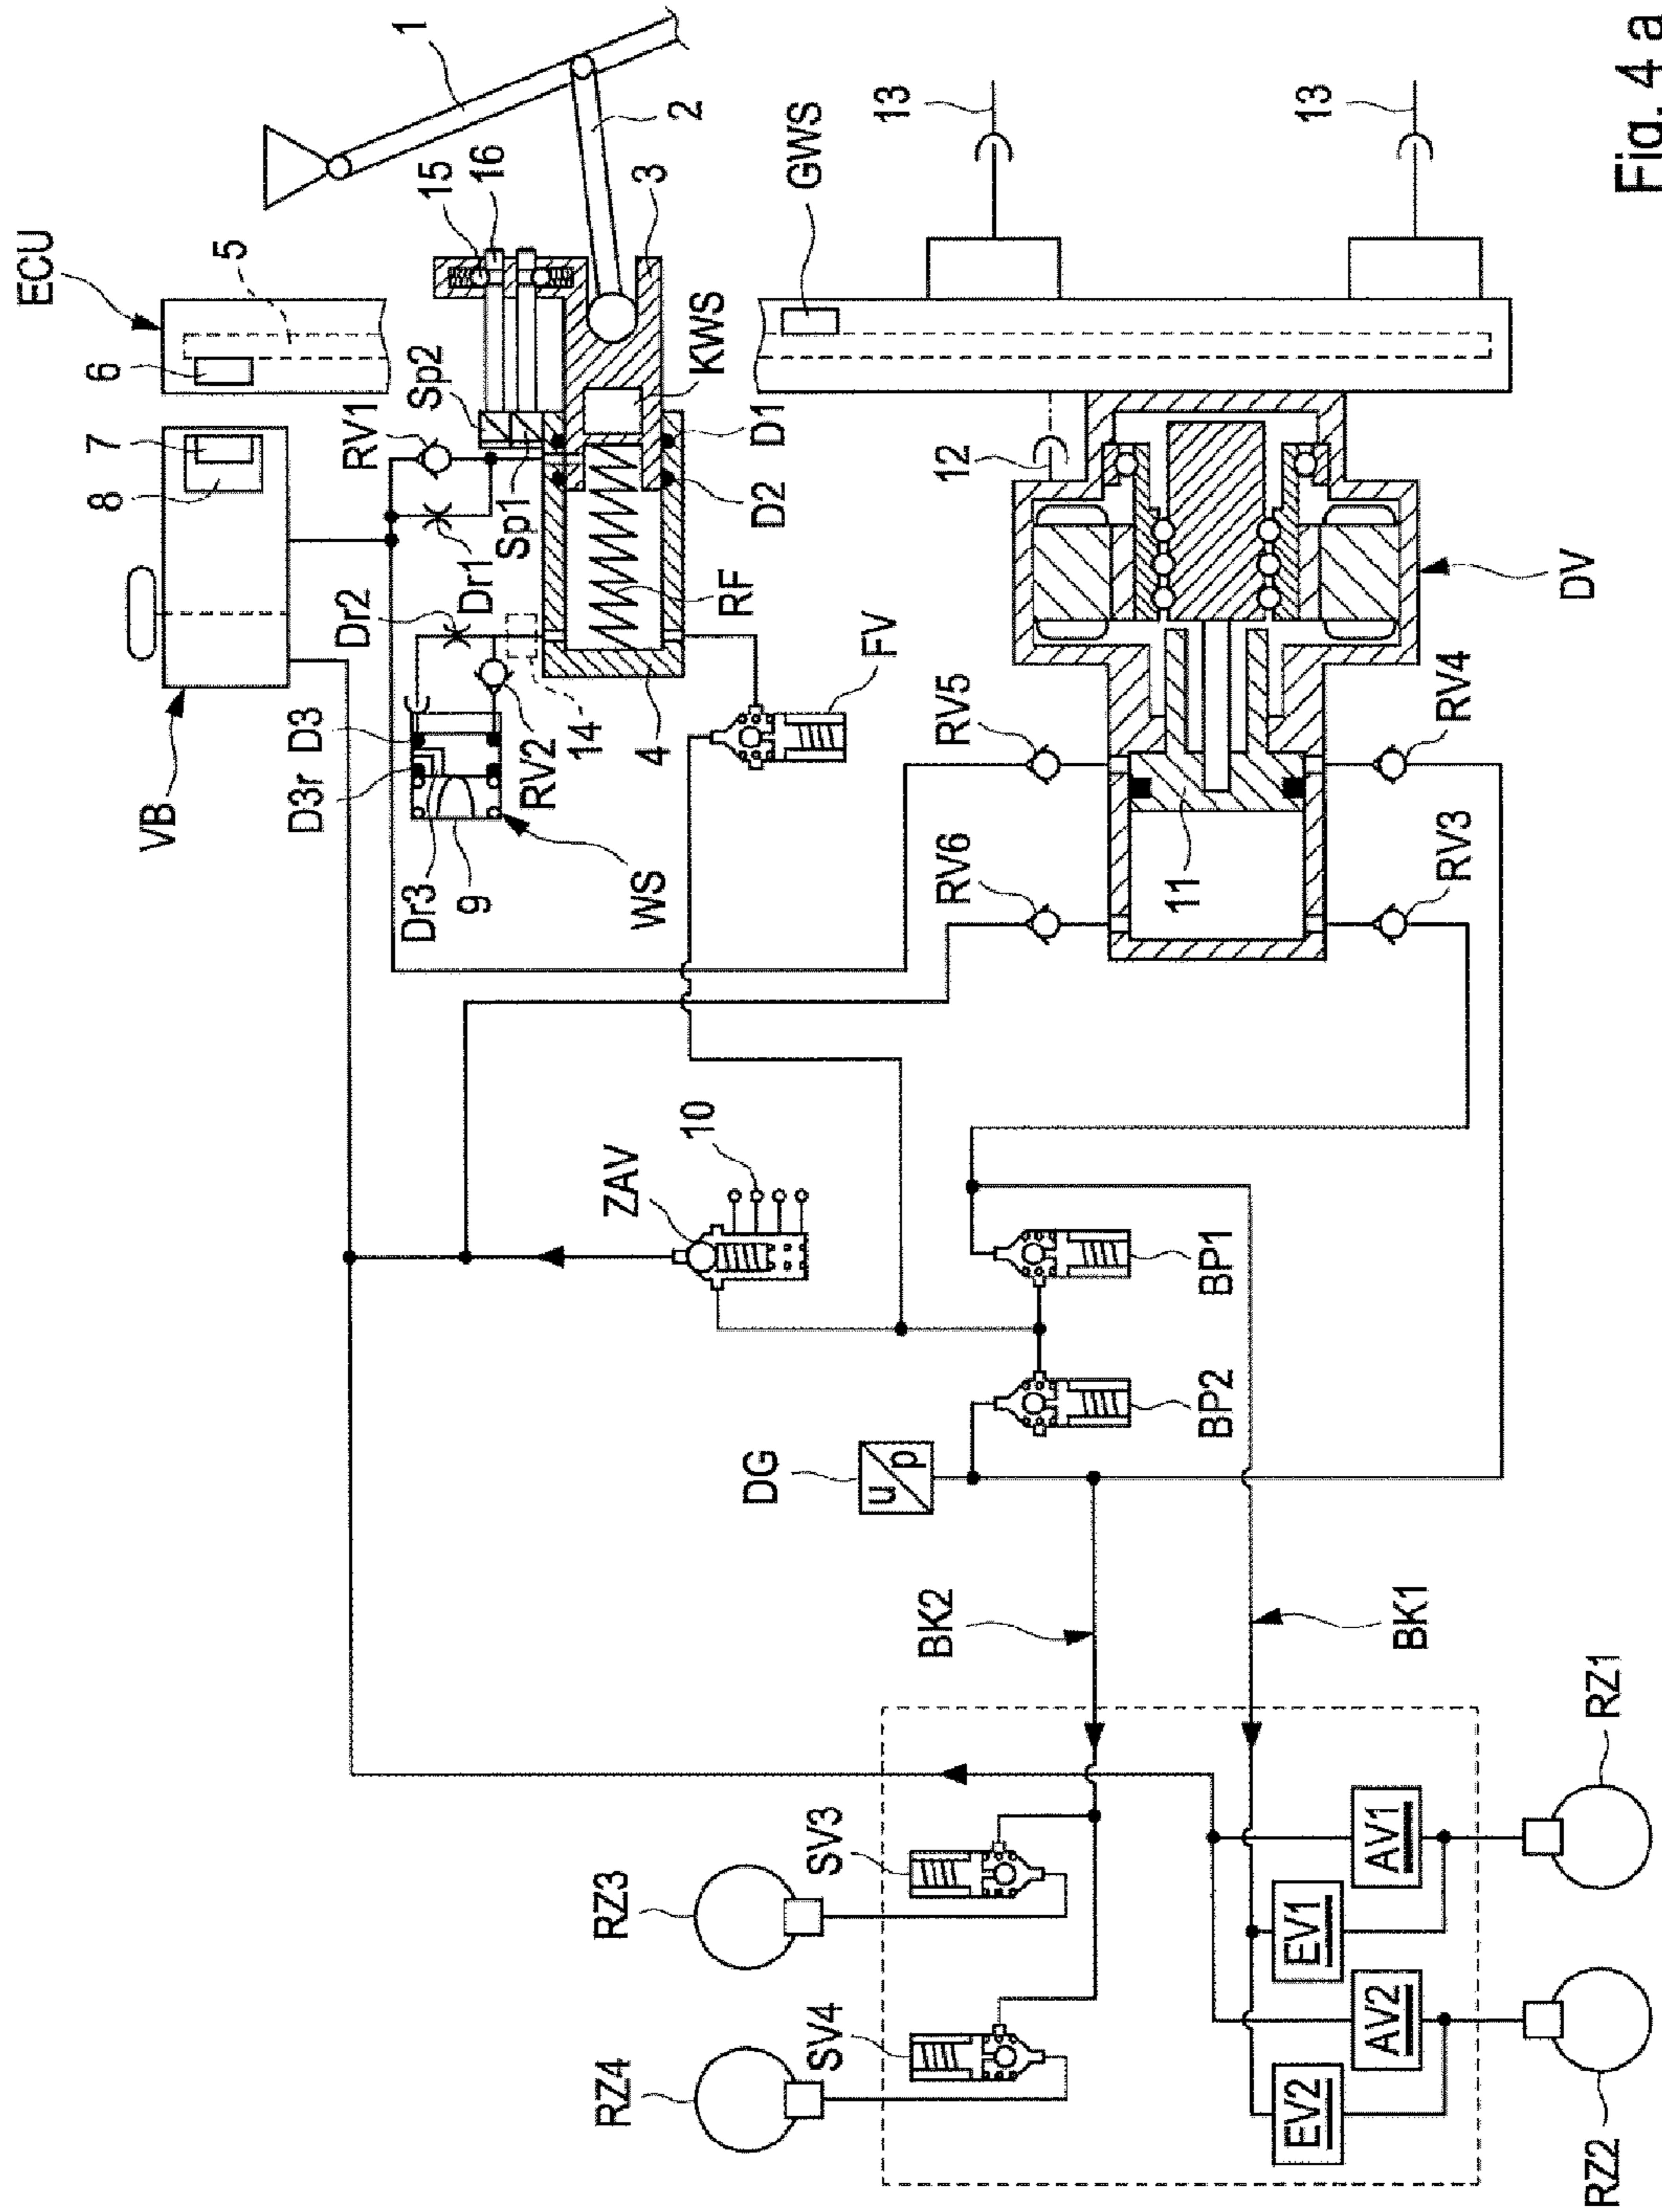 ECU
5
6
7
8
VB
1
2
3
15
16
KWS
Sp2
Sp1
RV1
D1
D2
Dr1
Dr2
RF
14
4
RV2
D3
D3r
Dr3
9
WS
FV
GWS
13
13
12
DV
RV5
RV4
RV6
RV3
11
ZAV
10
BP1
BP2
DG
u
p
BK2
BK1
RZ3
SV3
RZ4
SV4
AV1
EV1
AV2
EV2
RZ1
RZ2
Fig. 4 a